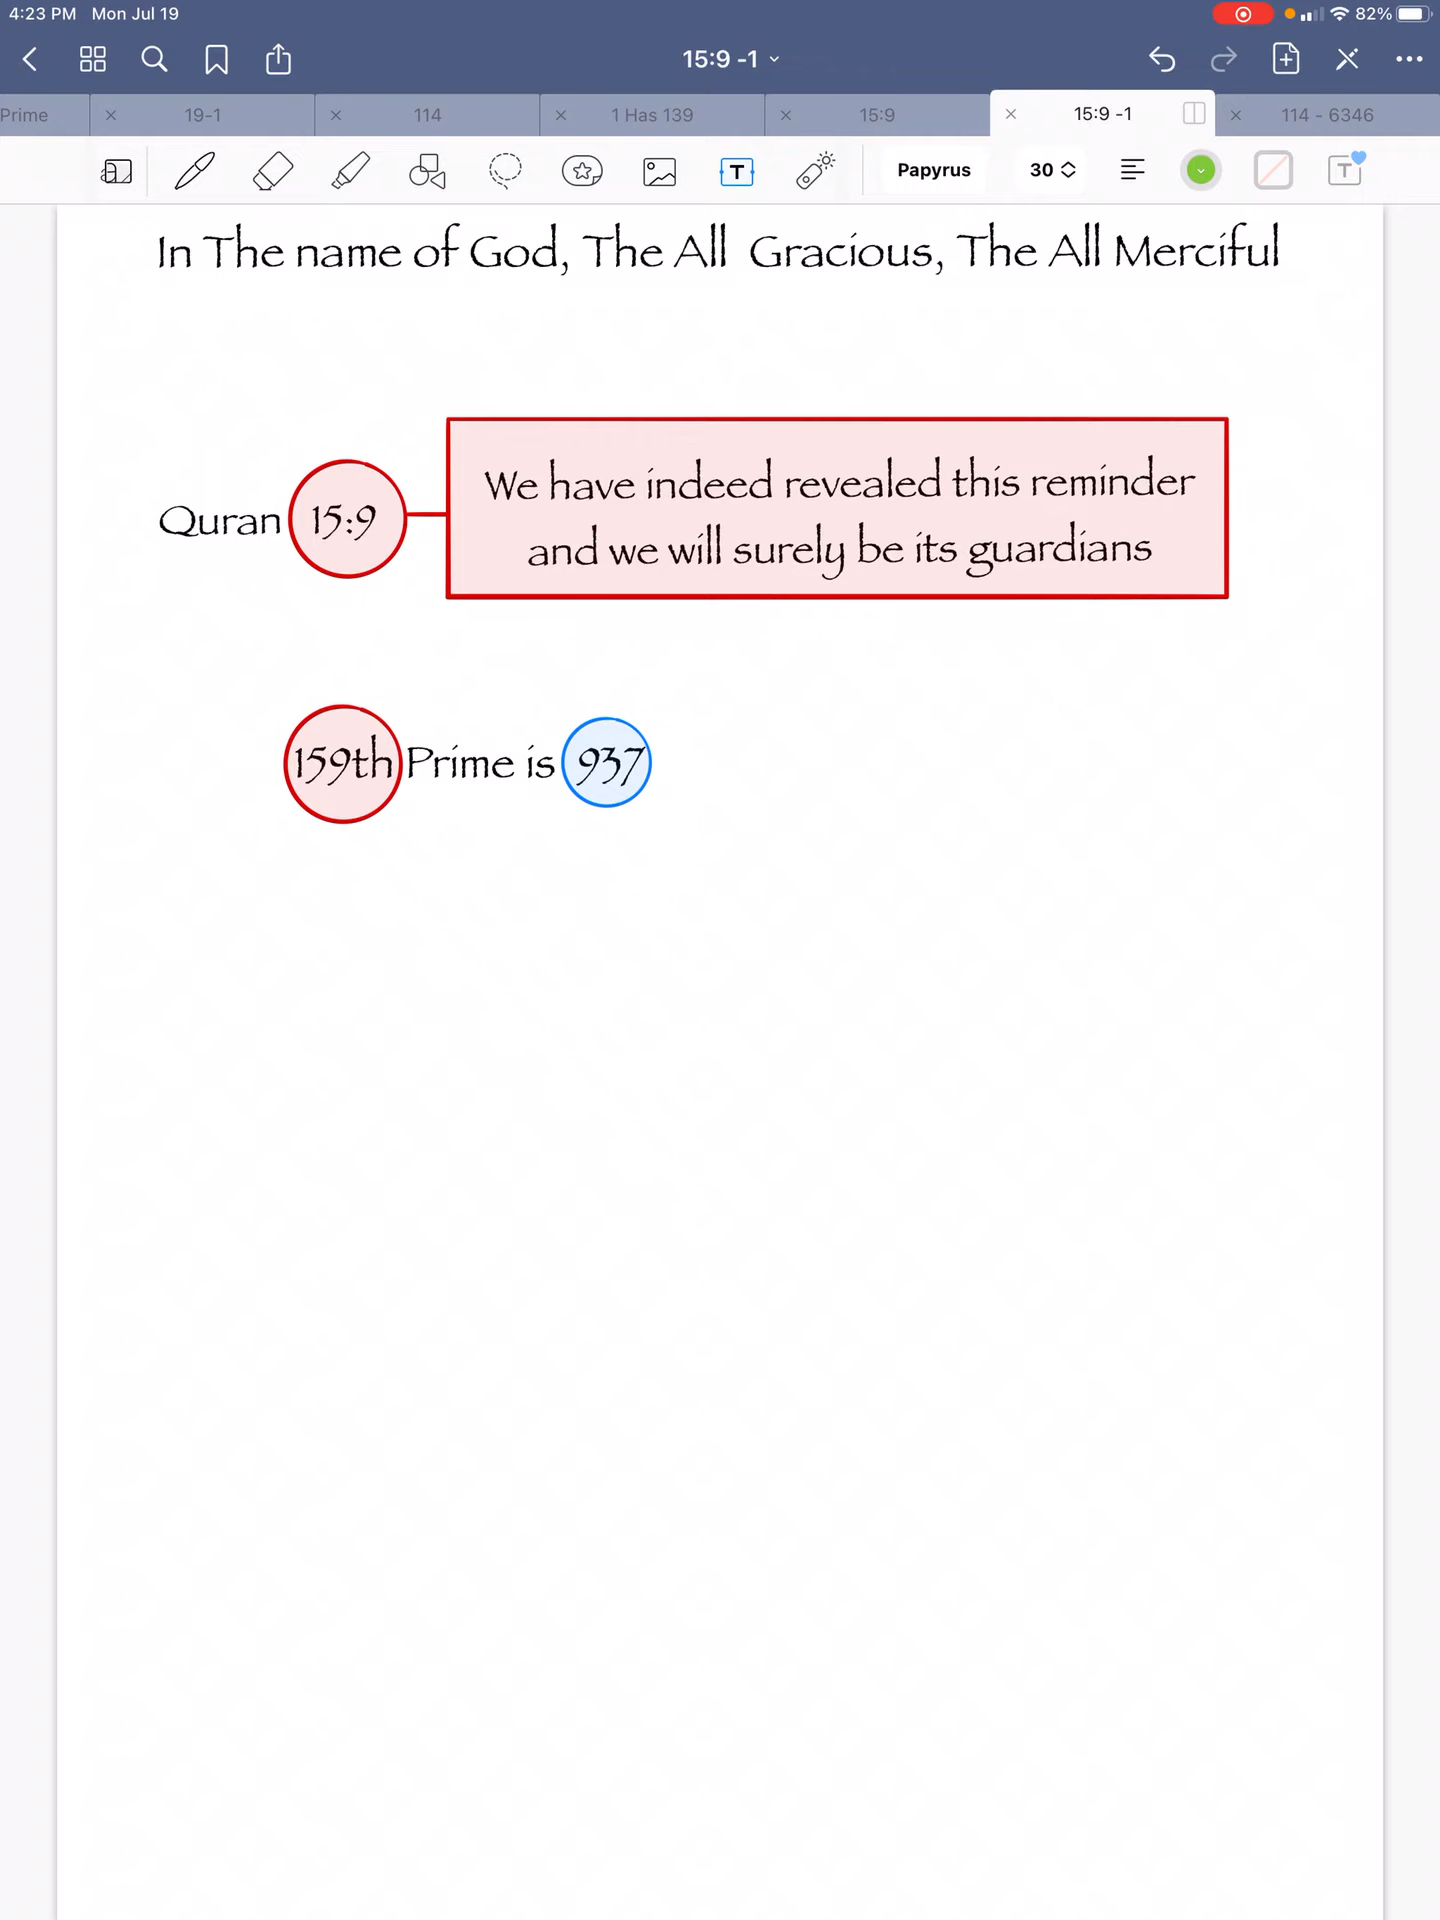 4:23 PM Mon Jul 19 82%
15:9 -1
Prime 19-1 114 1 Has 139 15:9 15:9 -1 114 - 6346
T Papyrus 30 T
In The name of God, The All Gracious, The All Merciful
We have indeed revealed this reminder
Quran 15:9
and we will surely be its guardians
159th Prime is 937